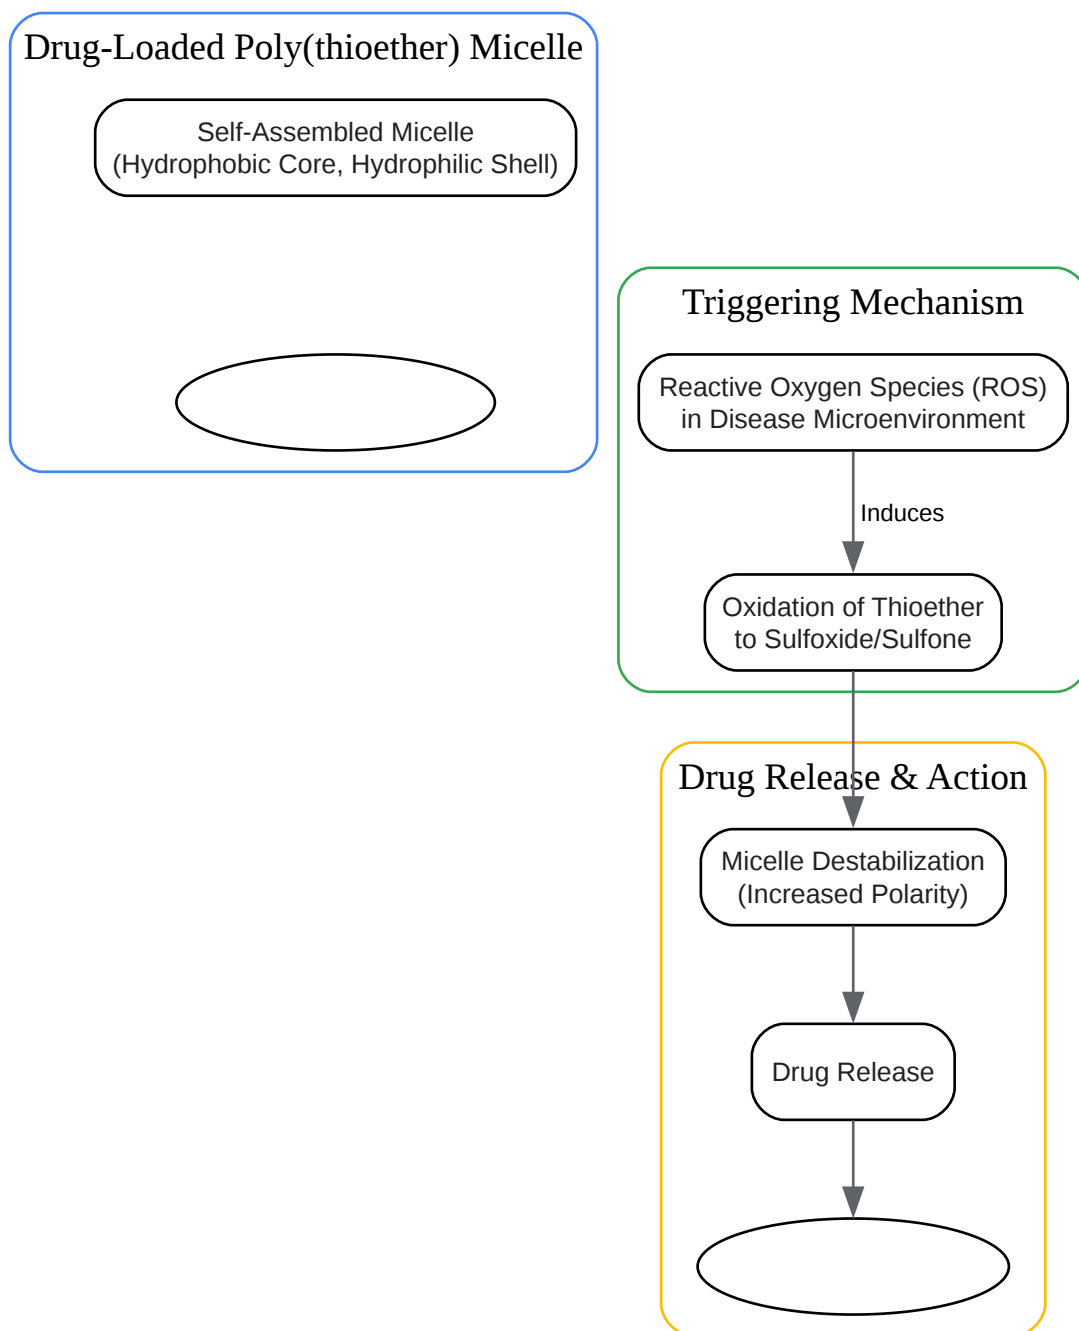 Drug-Loaded Poly(thioether) Micelle
Self-Assembled Micelle
(Hydrophobic Core, Hydrophilic Shell)
Triggering Mechanism
Reactive Oxygen Species (ROS)
in Disease Microenvironment
Induces
Oxidation of Thioether
to Sulfoxide/Sulfone
Drug Release & Action
Micelle Destabilization
(Increased Polarity)
Drug Release